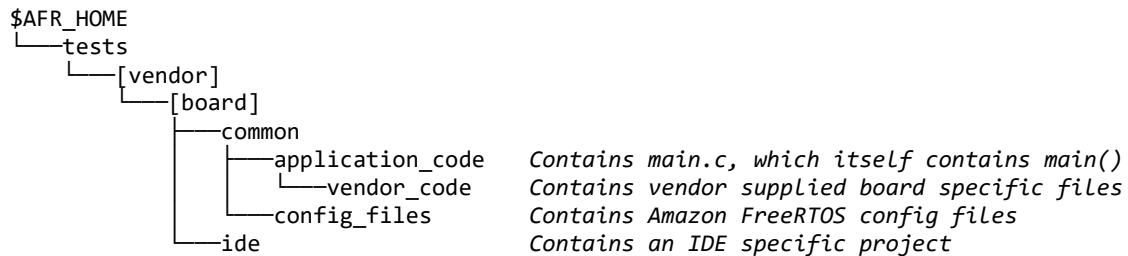 $AFR_HOME
└───tests
    └───[vendor]
        └───[board]
            ├───common
            │   ├───application_code   Contains main.c, which itself contains main()
            │   │   └───vendor_code    Contains vendor supplied board specific files
            │   └───config_files       Contains Amazon FreeRTOS config files
            └───ide                    Contains an IDE specific project